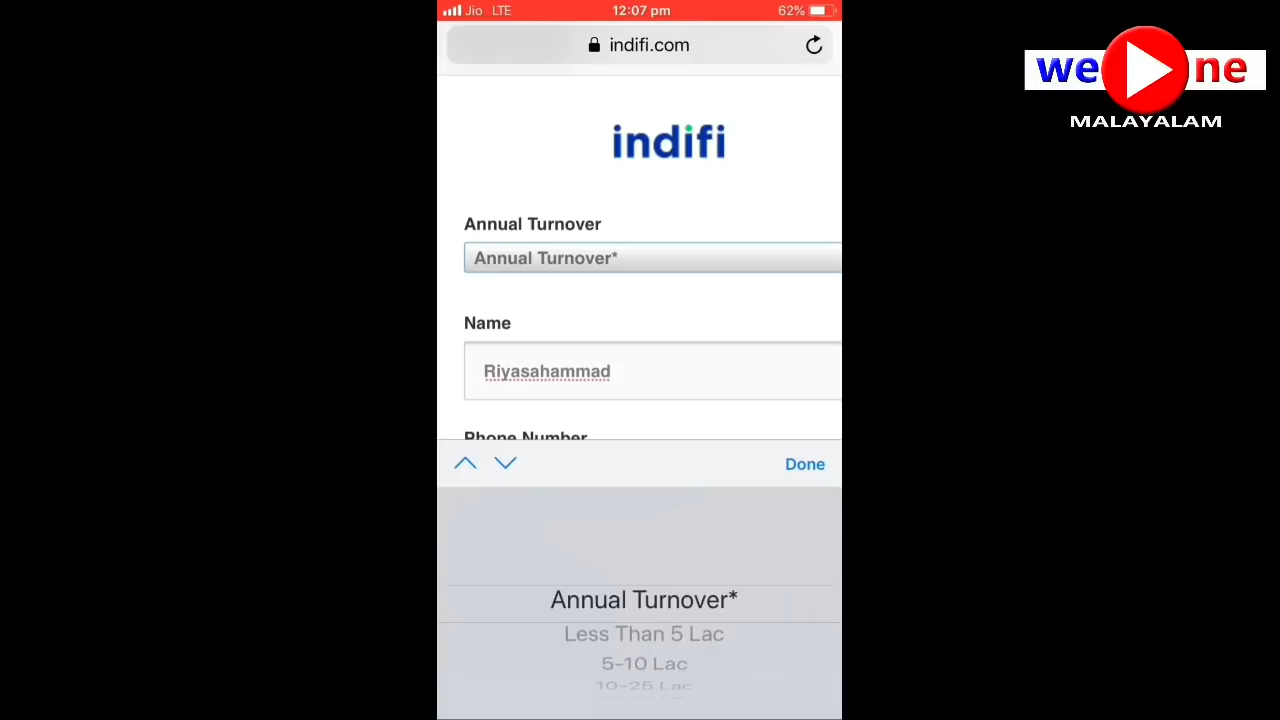 Jio LTE 12:07 pm 62%
indifi.com
we ne
MALAYALAM
indifi
Annual Turnover
Annual Turnover*
Name
Riyasahammad
Phone Number
Done
Annual Turnover*
Less Than 5 Lac
5-10 Lac
10-25 Lac